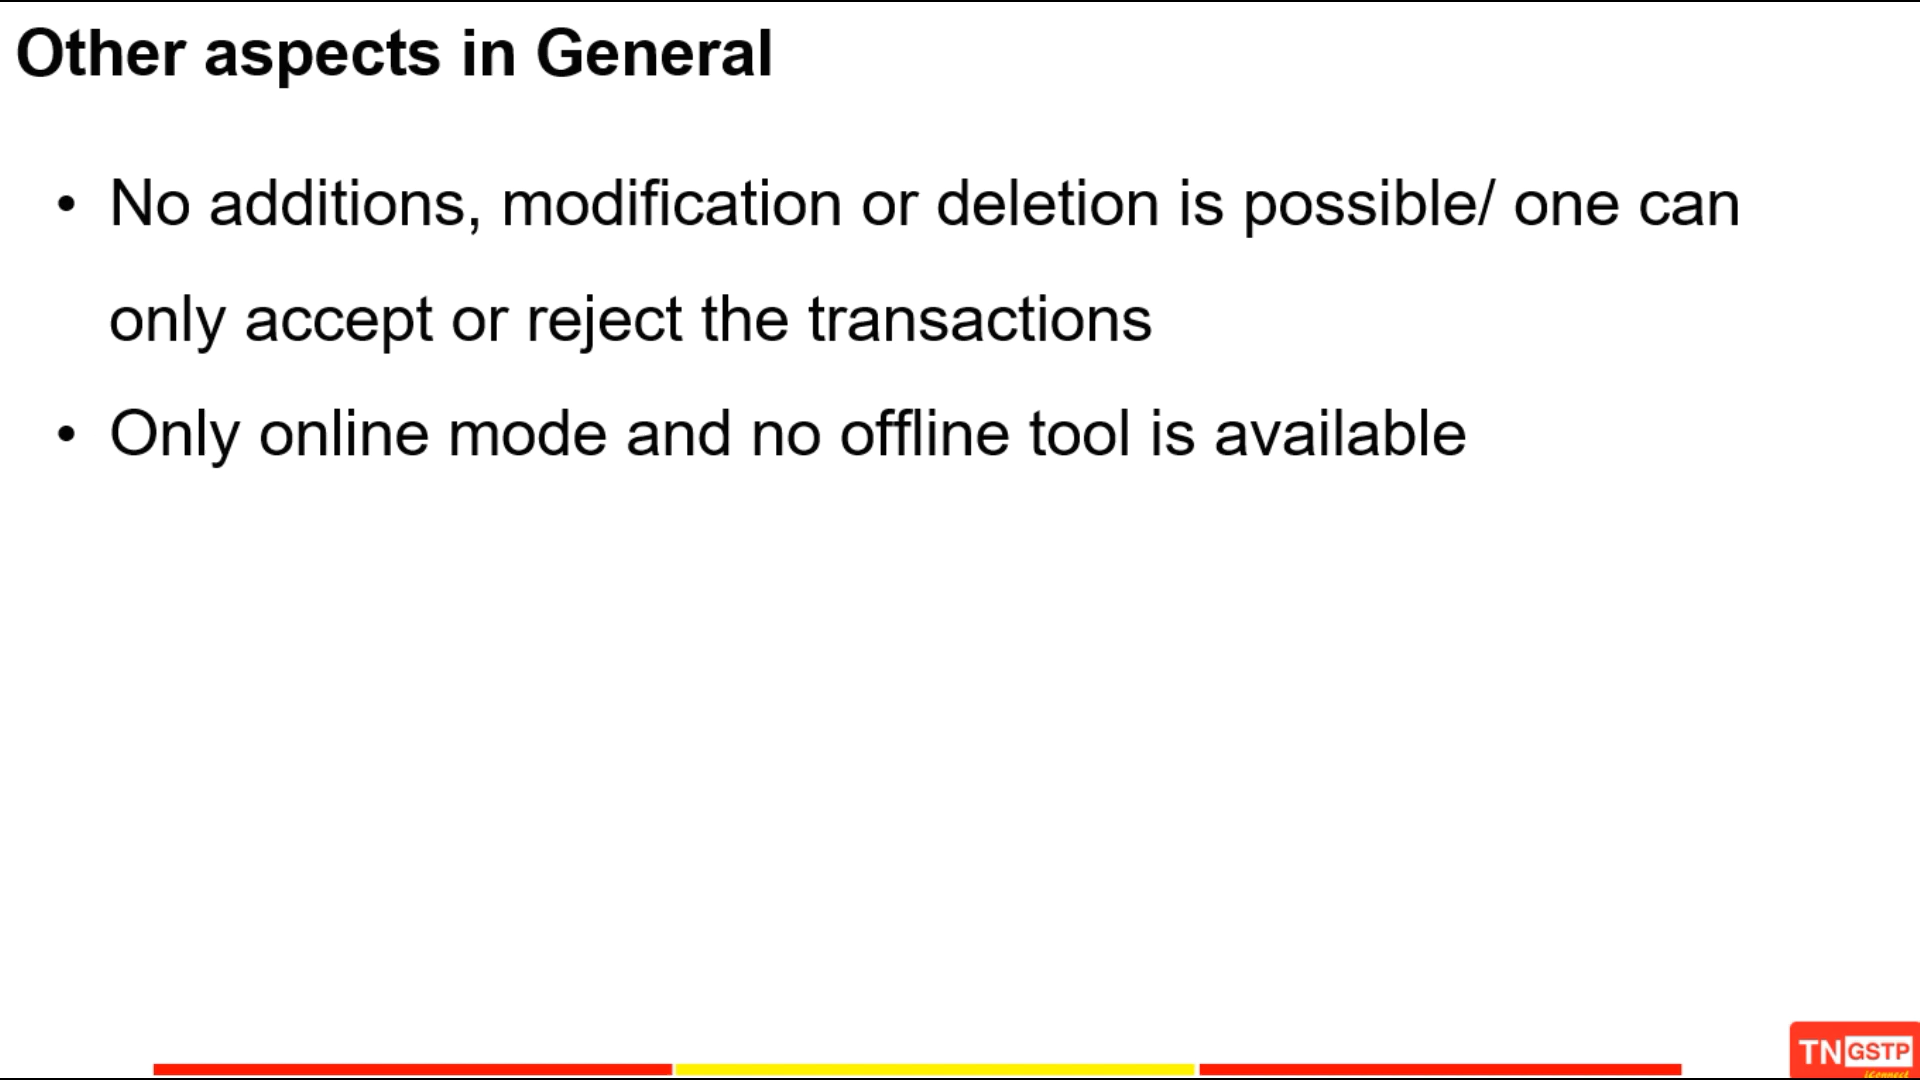 Other aspects in General
• No additions, modification or deletion is possible/ one can
only accept or reject the transactions
• Only online mode and no offline tool is available
TN GSTP
iConnect